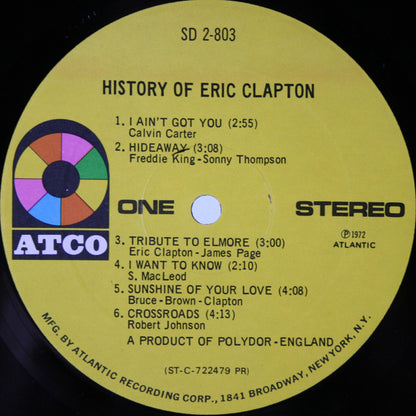 SD 2-803
HISTORY OF ERIC CLAPTON
1. I AIN'T GOT YOU (2:55)
Calvin Carter
2. HIDEAWAY (3:08)
Freddie King - Sonny Thompson
ATCO
ONE
STEREO
Ⓟ 1972
ATLANTIC
3. TRIBUTE TO ELMORE (3:00)
Eric Clapton - James Page
4. I WANT TO KNOW (2:10)
S. MacLeod
5. SUNSHINE OF YOUR LOVE (4:08)
Bruce - Brown - Clapton
6. CROSSROADS (4:13)
Robert Johnson
A PRODUCT OF POLYDOR - ENGLAND
(ST-C-722479 PR)
MFG. BY ATLANTIC RECORDING CORP., 1841 BROADWAY, NEW YORK, N.Y.